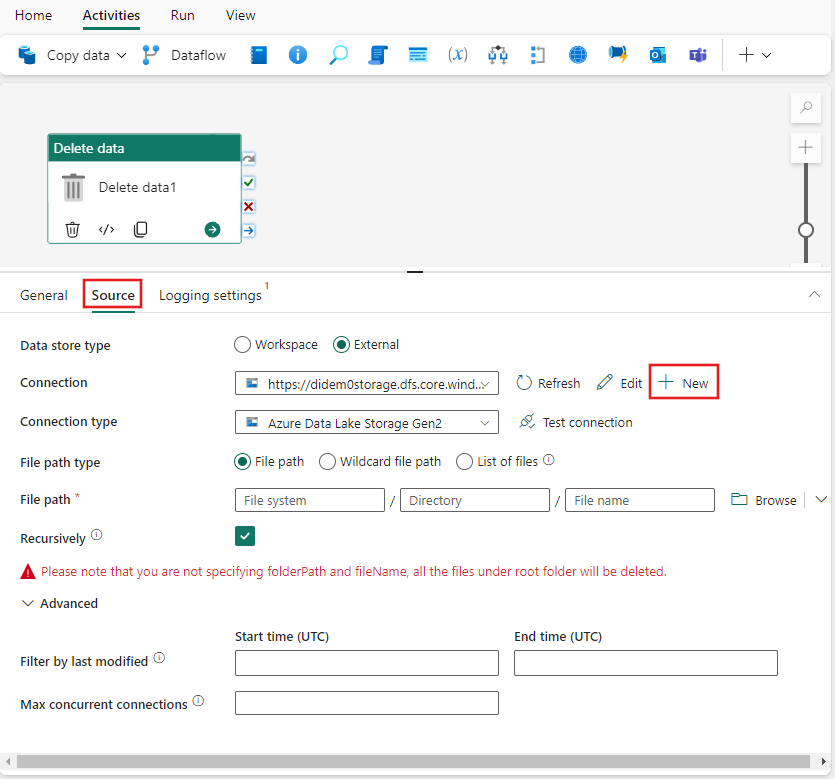 Home Activities Run View
Copy data Dataflow (x)
Delete data
Delete data1
General Source Logging settings 1
Data store type Workspace External
Connection https://didem0storage.dfs.core.wind... Refresh Edit New
Connection type Azure Data Lake Storage Gen2 Test connection
File path type File path Wildcard file path List of files
File path * File system / Directory / File name Browse
Recursively
Please note that you are not specifying folderPath and fileName, all the files under root folder will be deleted.
Advanced
Start time (UTC) End time (UTC)
Filter by last modified
Max concurrent connections